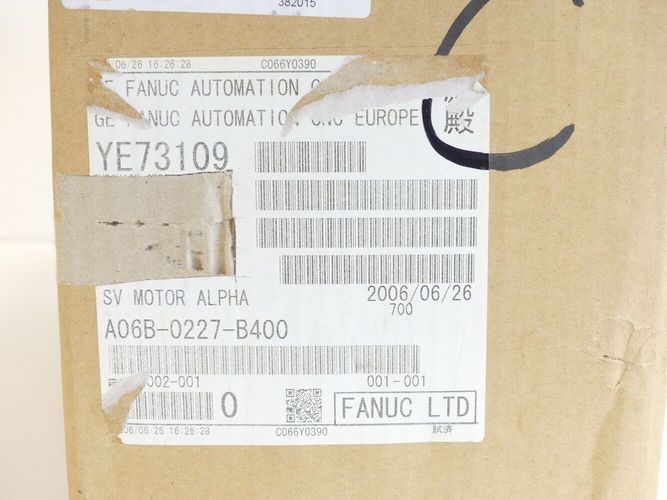 382015
06/26 16:26:28 C066Y0390
FANUC AUTOMATION
GE FANUC AUTOMATION CNC EUROPE 殿
YE73109
SV MOTOR ALPHA 2006/06/26
700
A06B-0227-B400
002-001 001-001
0 FANUC LTD
06/06/26 16:26:28 C066Y0390 試済